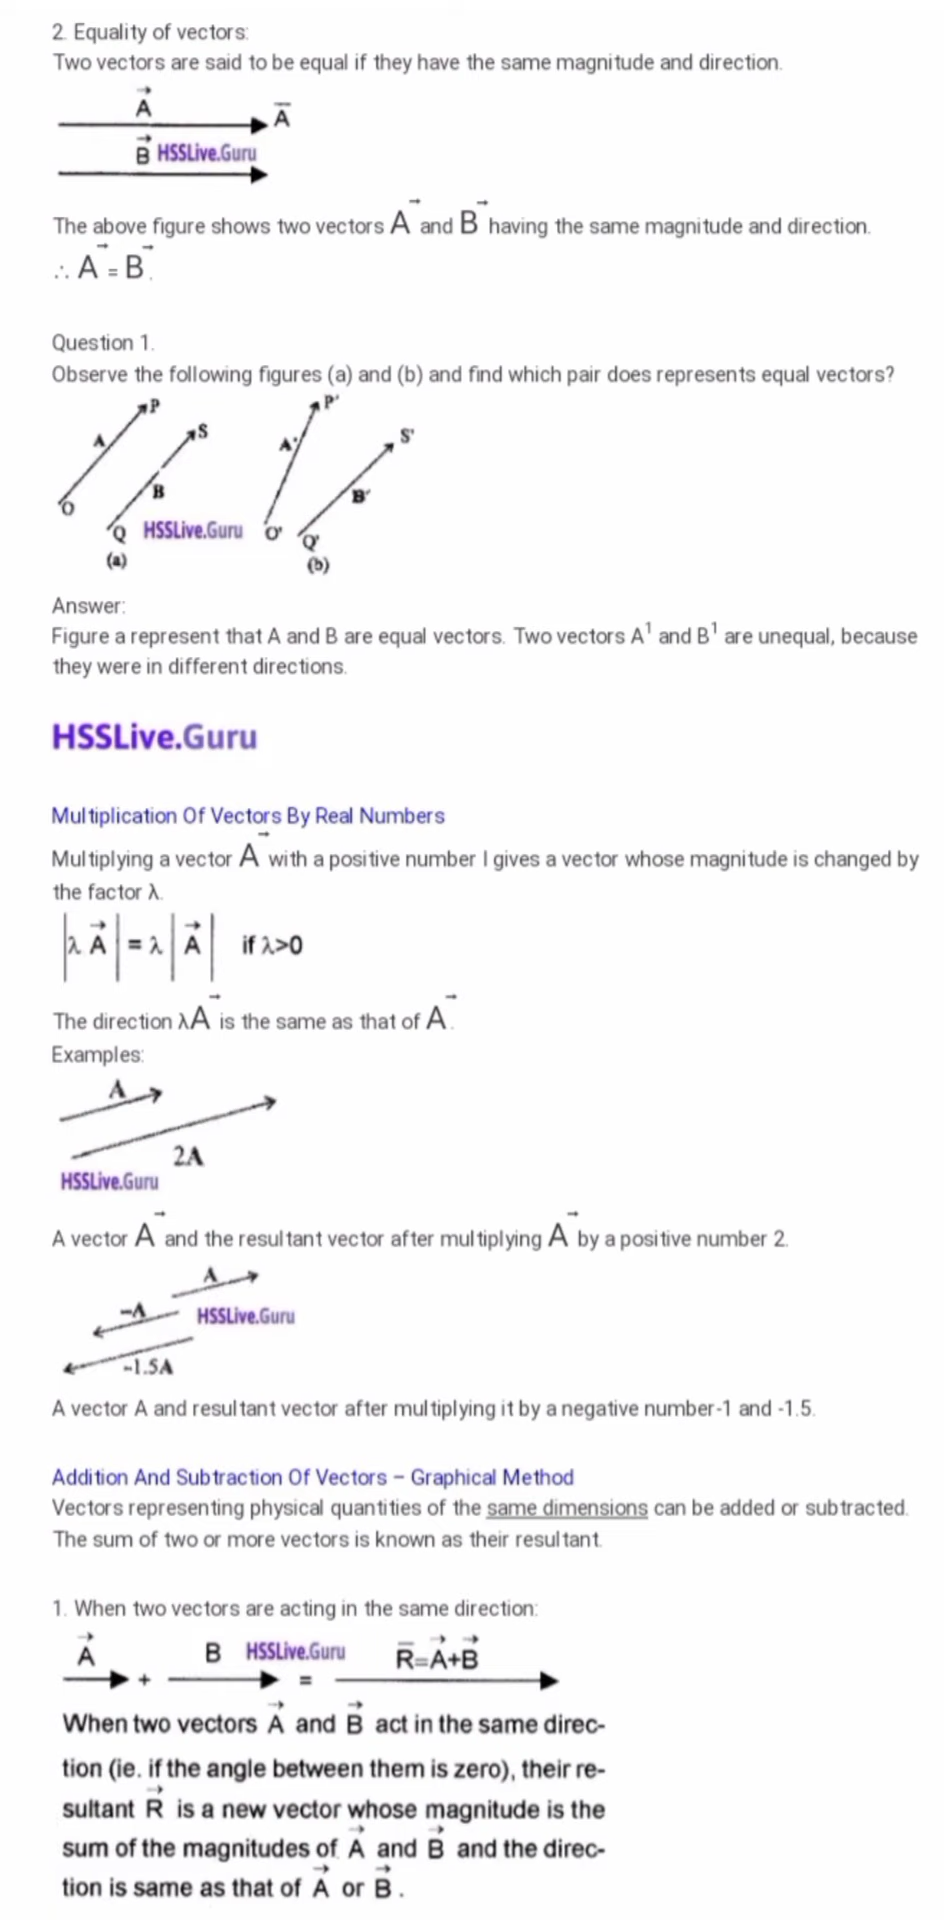 2. Equality of vectors:
Two vectors are said to be equal if they have the same magnitude and direction.
A⃗
A̅
B⃗ HSSLive.Guru
The above figure shows two vectors A⃗ and B⃗ having the same magnitude and direction.
∴ A⃗ = B⃗.
Question 1.
Observe the following figures (a) and (b) and find which pair does represents equal vectors?
P P'
S S'
A A'
B B'
O
Q HSSLive.Guru O' Q'
(a) (b)
Answer:
Figure a represent that A and B are equal vectors. Two vectors A¹ and B¹ are unequal, because
they were in different directions.
HSSLive.Guru
Multiplication Of Vectors By Real Numbers
Multiplying a vector A⃗ with a positive number l gives a vector whose magnitude is changed by
the factor λ.
|λ A⃗| = λ |A⃗| if λ>0
The direction λA⃗ is the same as that of A⃗.
Examples:
A
2A
HSSLive.Guru
A vector A⃗ and the resultant vector after multiplying A⃗ by a positive number 2.
A
-A HSSLive.Guru
-1.5A
A vector A and resultant vector after multiplying it by a negative number-1 and -1.5.
Addition And Subtraction Of Vectors – Graphical Method
Vectors representing physical quantities of the same dimensions can be added or subtracted.
The sum of two or more vectors is known as their resultant.
1. When two vectors are acting in the same direction:
A⃗ B HSSLive.Guru R̅=A⃗+B⃗
+ =
When two vectors A⃗ and B⃗ act in the same direc-
tion (ie. if the angle between them is zero), their re-
sultant R⃗ is a new vector whose magnitude is the
sum of the magnitudes of A⃗ and B⃗ and the direc-
tion is same as that of A⃗ or B⃗.